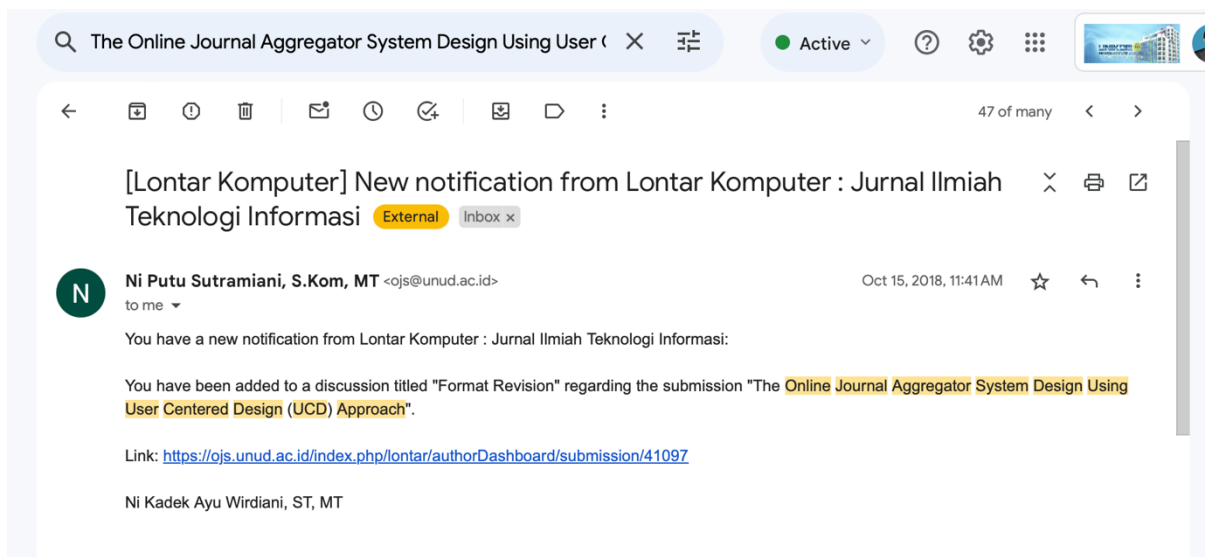 The Online Journal Aggregator System Design Using User (
Active
47 of many
[Lontar Komputer] New notification from Lontar Komputer : Jurnal Ilmiah
Teknologi Informasi External Inbox ×
N
Ni Putu Sutramiani, S.Kom, MT <ojs@unud.ac.id> Oct 15, 2018, 11:41 AM
to me
You have a new notification from Lontar Komputer : Jurnal Ilmiah Teknologi Informasi:
You have been added to a discussion titled "Format Revision" regarding the submission "The Online Journal Aggregator System Design Using
User Centered Design (UCD) Approach".
Link: https://ojs.unud.ac.id/index.php/lontar/authorDashboard/submission/41097
Ni Kadek Ayu Wirdiani, ST, MT